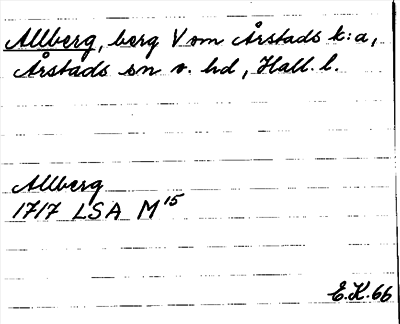 Allberg, berg V om Årstads k:a,
Årstads sn o. hd, Hall. l.
Allberg
1717 LSA M15
E.K.66